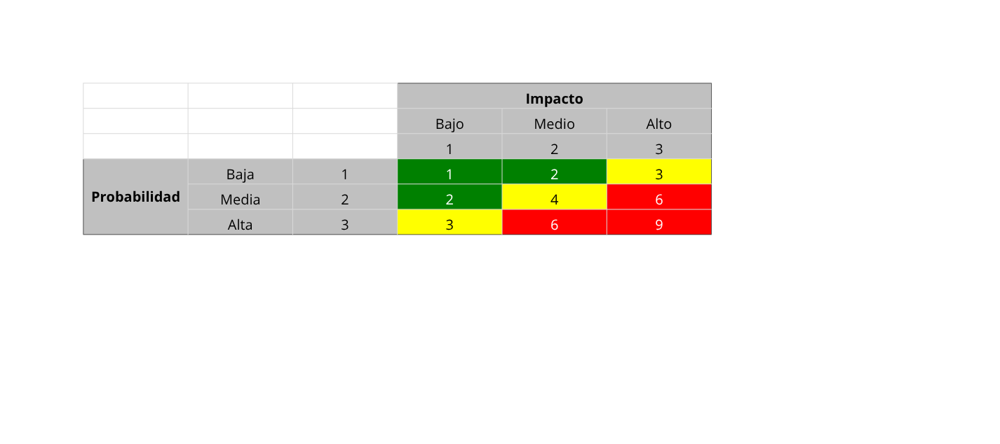 Impacto
Bajo Medio Alto
1 2 3
Baja 1 1 2 3
Probabilidad Media 2 2 4 6
Alta 3 3 6 9